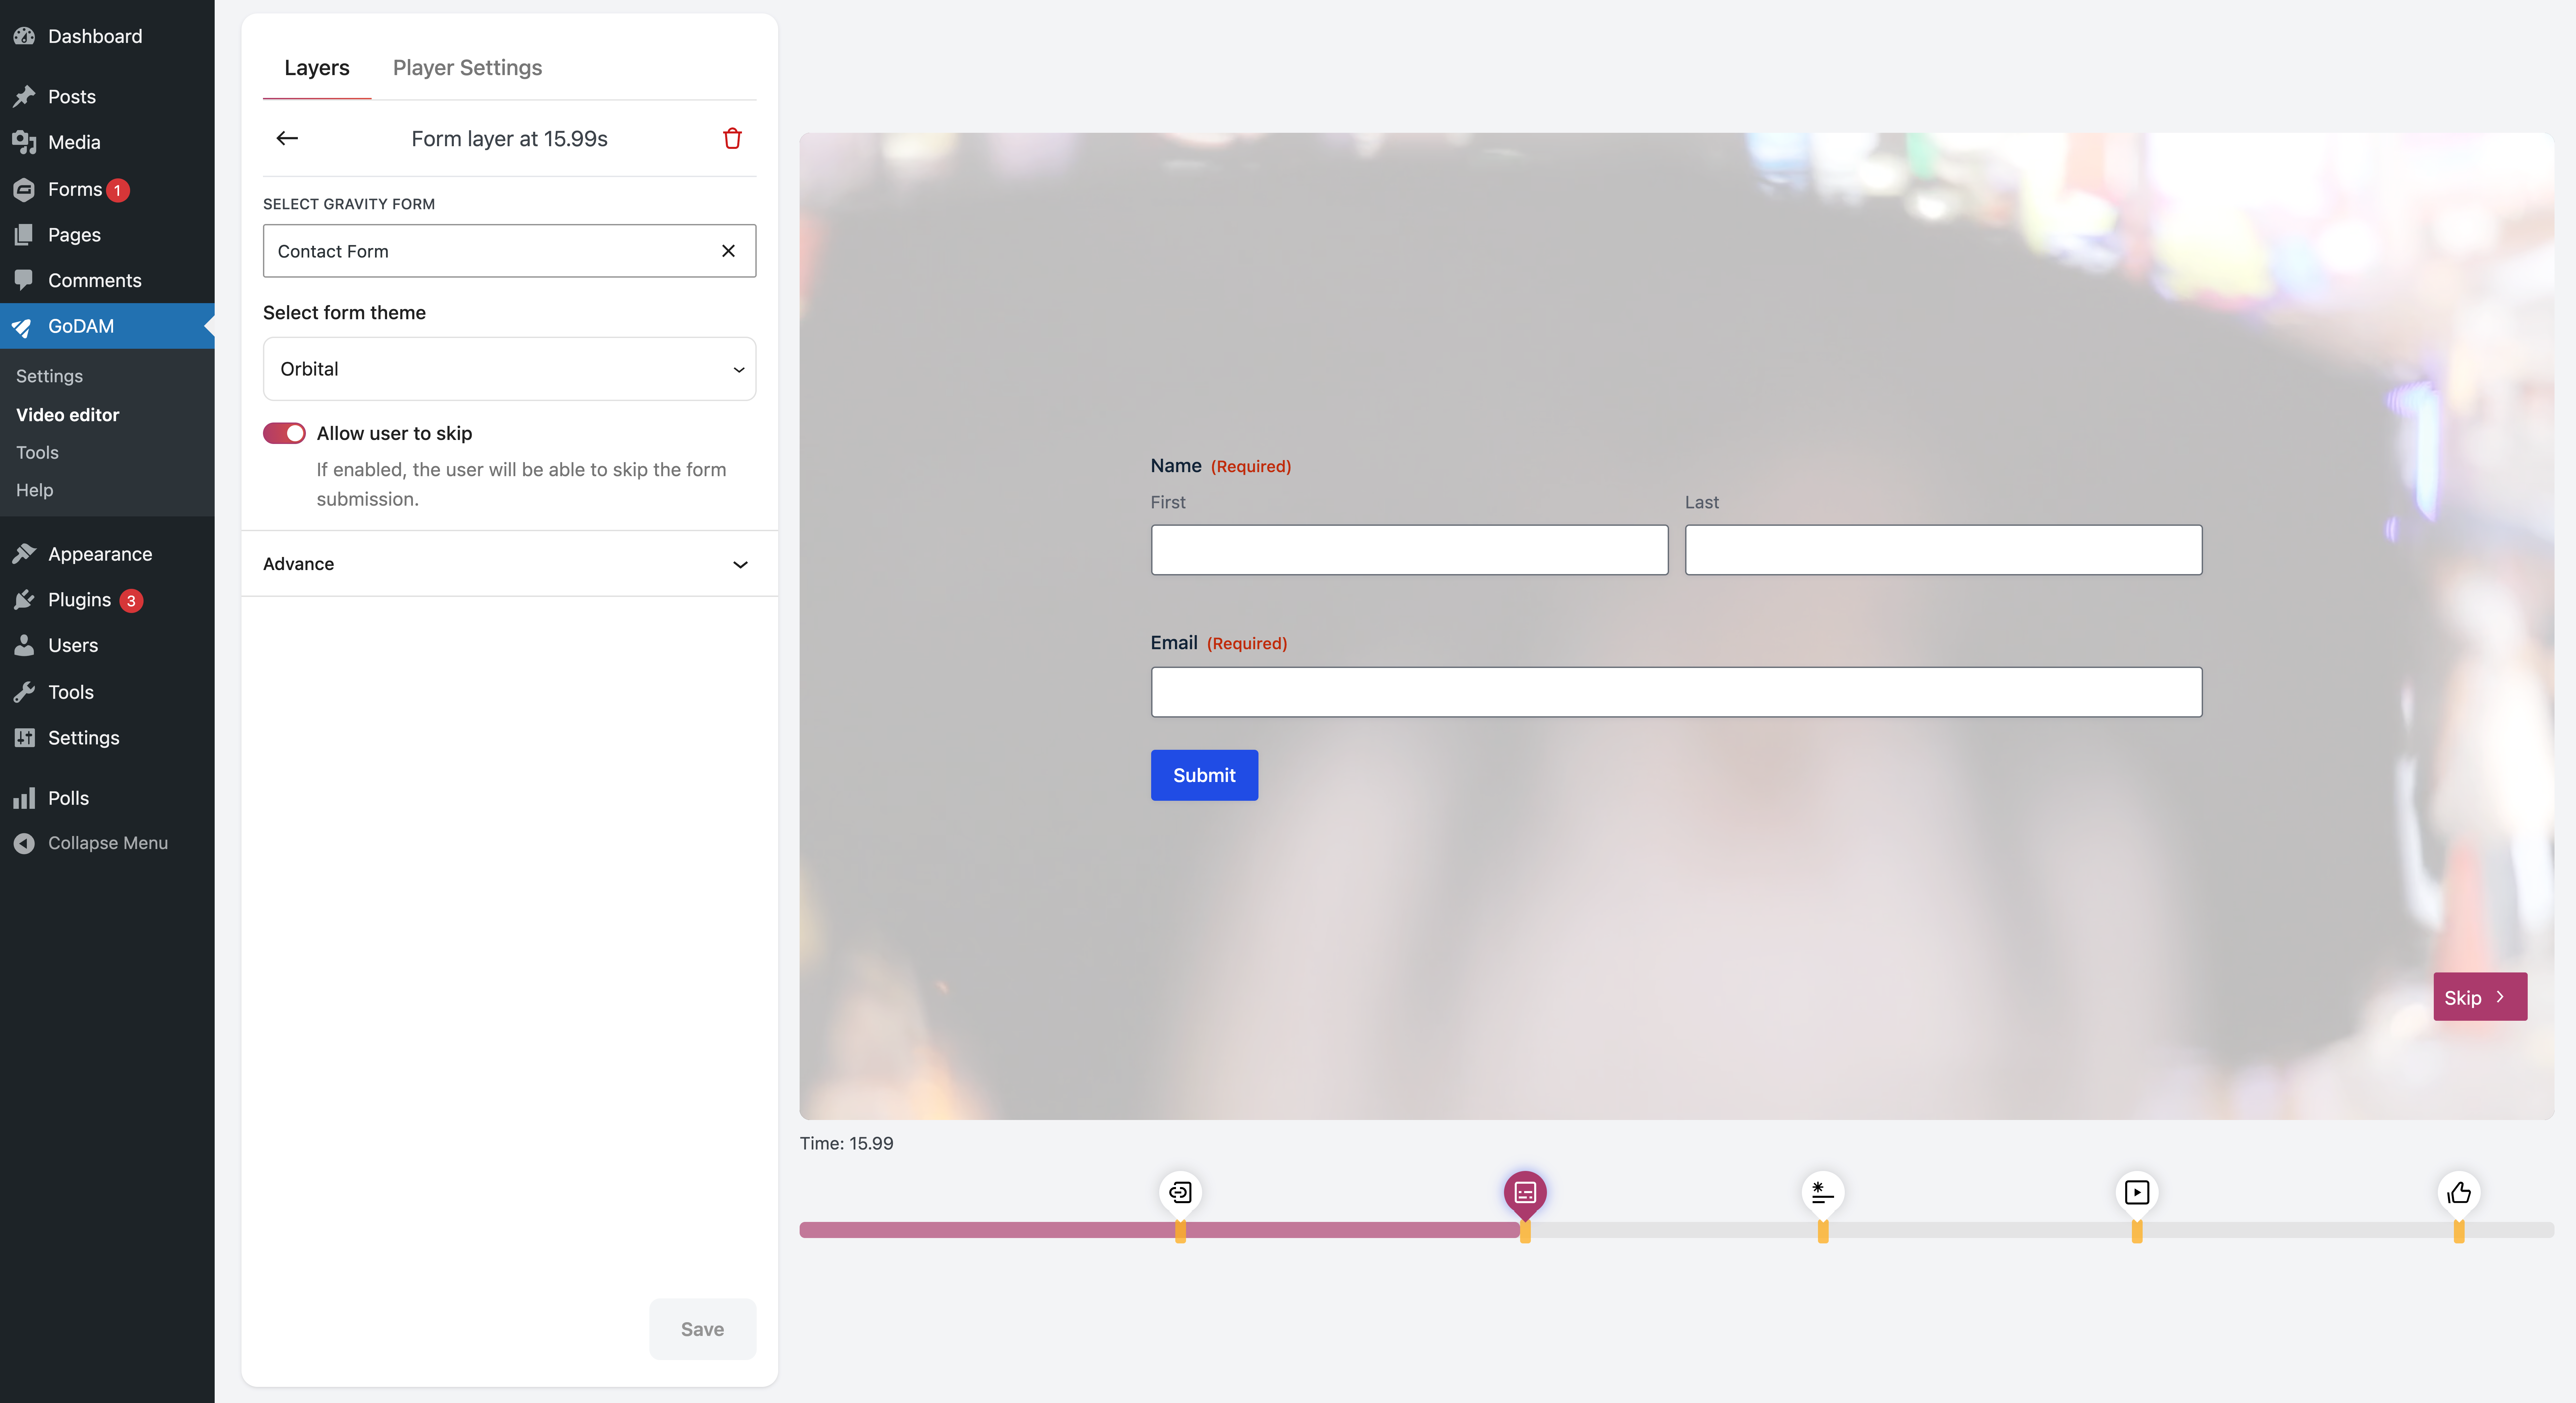 Dashboard
Posts
Media
Forms 1
Pages
Comments
GoDAM
Settings
Video editor
Tools
Help
Appearance
Plugins 3
Users
Tools
Settings
Polls
Collapse Menu
Layers Player Settings
Form layer at 15.99s
SELECT GRAVITY FORM
Contact Form
Select form theme
Orbital
Allow user to skip
If enabled, the user will be able to skip the form
submission.
Advance
Save
Name (Required)
First Last
Email (Required)
Submit
Skip
Time: 15.99